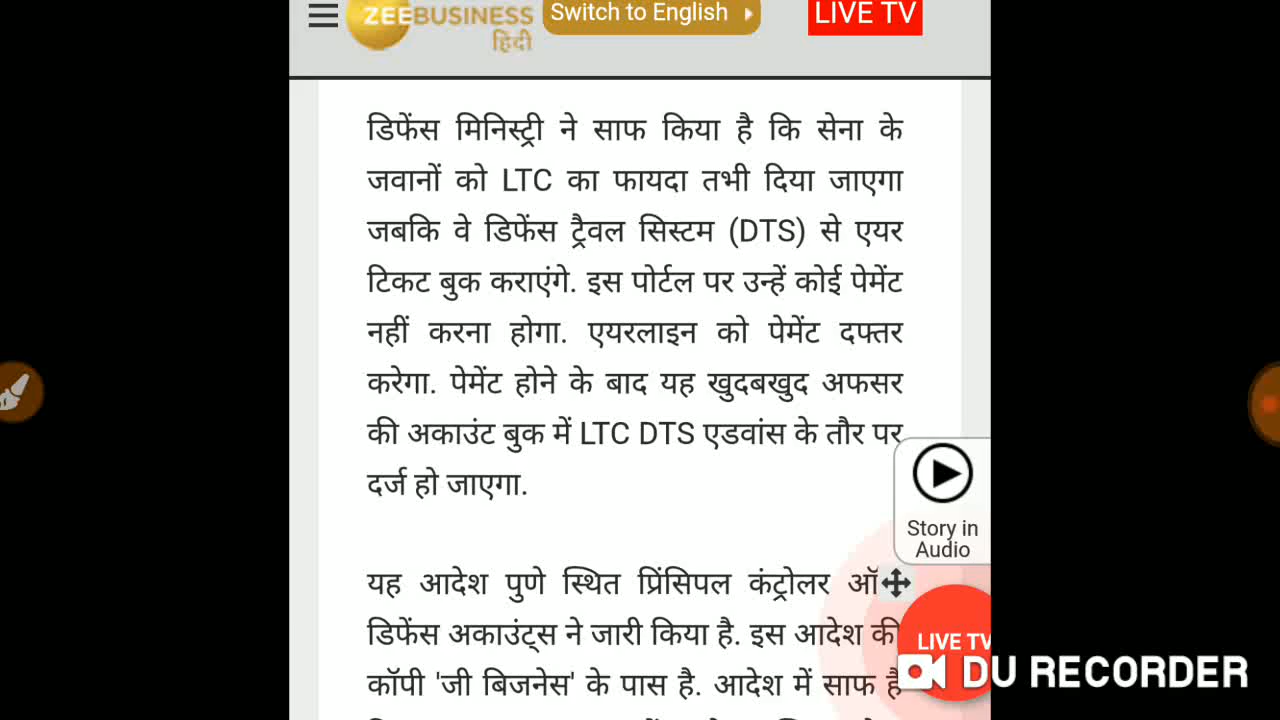 ZEEBUSINESS
हिंदी
Switch to English
LIVE TV
डिफेंस मिनिस्ट्री ने साफ किया है कि सेना के
जवानों को LTC का फायदा तभी दिया जाएगा
जबकि वे डिफेंस ट्रैवल सिस्टम (DTS) से एयर
टिकट बुक कराएंगे. इस पोर्टल पर उन्हें कोई पेमेंट
नहीं करना होगा. एयरलाइन को पेमेंट दफ्तर
करेगा. पेमेंट होने के बाद यह खुदबखुद अफसर
की अकाउंट बुक में LTC DTS एडवांस के तौर पर
दर्ज हो जाएगा.
Story in
Audio
यह आदेश पुणे स्थित प्रिंसिपल कंट्रोलर
डिफेंस अकाउंट्स ने जारी किया है. इस आदेश की
LIVE TV
कॉपी 'जी बिजनेस' के पास है. आदेश में साफ है
DU RECORDER